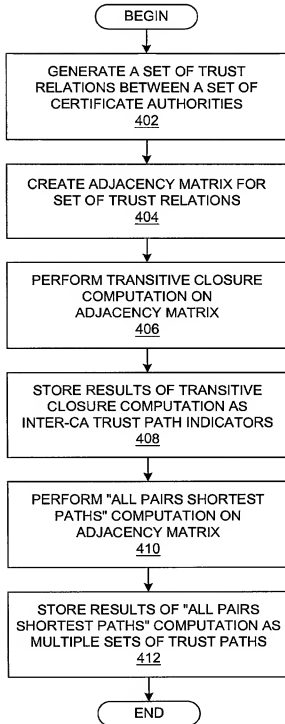 BEGIN
GENERATE A SET OF TRUST
RELATIONS BETWEEN A SET OF
CERTIFICATE AUTHORITIES
402
CREATE ADJACENCY MATRIX FOR
SET OF TRUST RELATIONS
404
PERFORM TRANSITIVE CLOSURE
COMPUTATION ON
ADJACENCY MATRIX
406
STORE RESULTS OF TRANSITIVE
CLOSURE COMPUTATION AS
INTER-CA TRUST PATH INDICATORS
408
PERFORM "ALL PAIRS SHORTEST
PATHS" COMPUTATION ON
ADJACENCY MATRIX
410
STORE RESULTS OF "ALL PAIRS
SHORTEST PATHS" COMPUTATION AS
MULTIPLE SETS OF TRUST PATHS
412
END